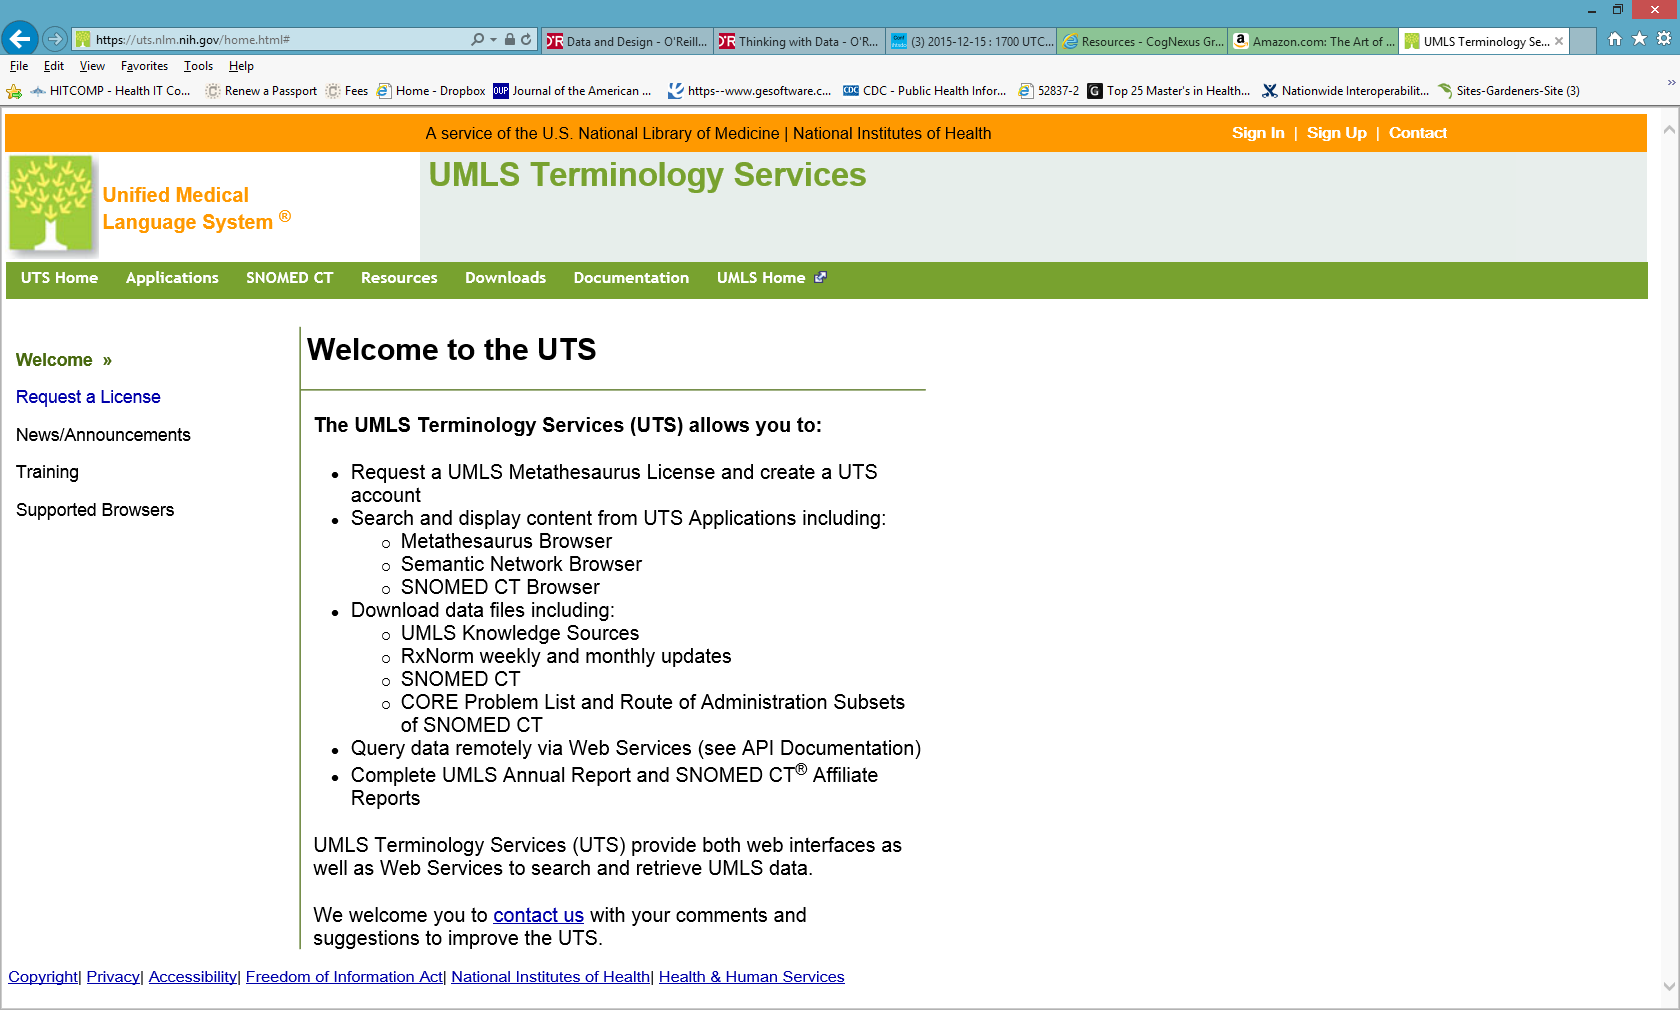 https://uts.nlm.nih.gov/home.html#
Data and Design - O'Reill...
Thinking with Data - O'R...
(3) 2015-12-15 : 1700 UTC...
Resources - CogNexus Gr...
Amazon.com: The Art of ...
UMLS Terminology Se...
File Edit View Favorites Tools Help
HITCOMP - Health IT Co...
Renew a Passport
Fees
Home - Dropbox
Journal of the American ...
https--www.gesoftware.c...
CDC - Public Health Infor...
52837-2
Top 25 Master's in Health...
Nationwide Interoperabilit...
Sites-Gardeners-Site (3)
A service of the U.S. National Library of Medicine | National Institutes of Health
Sign In | Sign Up | Contact
Unified Medical
Language System ®
UMLS Terminology Services
UTS Home Applications SNOMED CT Resources Downloads Documentation UMLS Home
Welcome »
Request a License
News/Announcements
Training
Supported Browsers
Welcome to the UTS
The UMLS Terminology Services (UTS) allows you to:
• Request a UMLS Metathesaurus License and create a UTS
account
• Search and display content from UTS Applications including:
○ Metathesaurus Browser
○ Semantic Network Browser
○ SNOMED CT Browser
• Download data files including:
○ UMLS Knowledge Sources
○ RxNorm weekly and monthly updates
○ SNOMED CT
○ CORE Problem List and Route of Administration Subsets
of SNOMED CT
• Query data remotely via Web Services (see API Documentation)
• Complete UMLS Annual Report and SNOMED CT® Affiliate
Reports
UMLS Terminology Services (UTS) provide both web interfaces as
well as Web Services to search and retrieve UMLS data.
We welcome you to contact us with your comments and
suggestions to improve the UTS.
Copyright| Privacy| Accessibility| Freedom of Information Act| National Institutes of Health| Health & Human Services